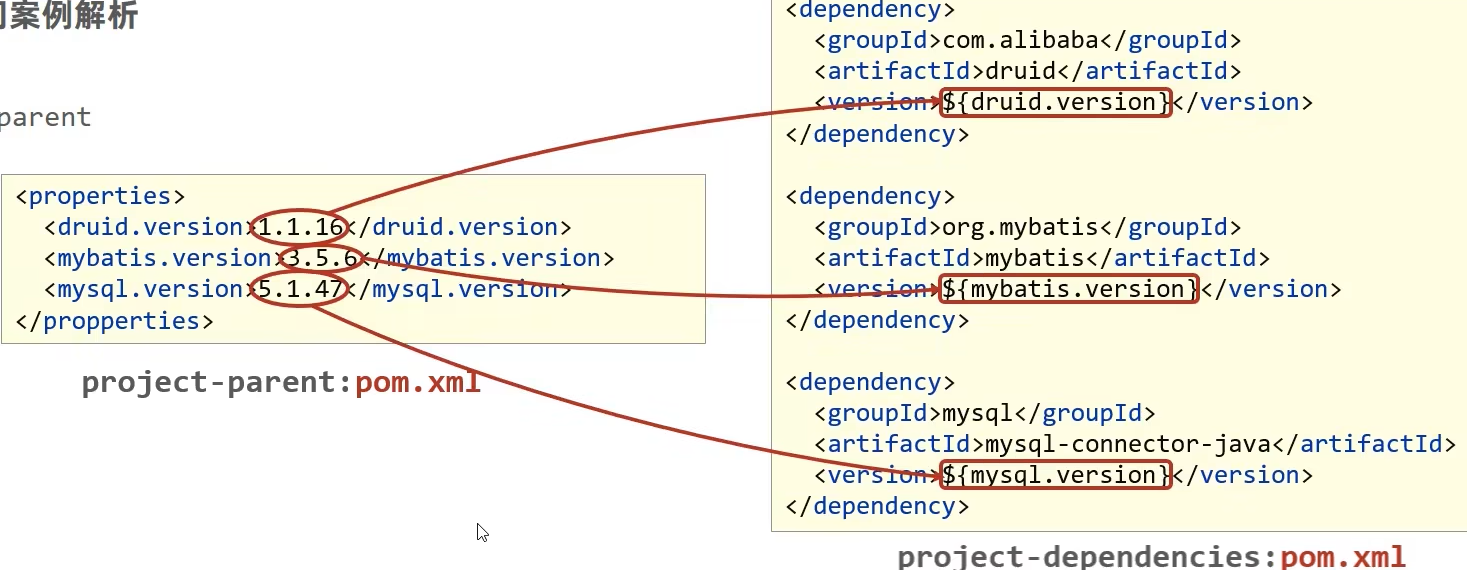 案例解析
parent
<properties>
<druid.version>1.1.16</druid.version>
<mybatis.version>3.5.6</mybatis.version>
<mysql.version>5.1.47</mysql.version>
</propperties>
project-parent:pom.xml
<dependency>
<groupId>com.alibaba</groupId>
<artifactId>druid</artifactId>
<version>${druid.version}</version>
</dependency>
<dependency>
<groupId>org.mybatis</groupId>
<artifactId>mybatis</artifactId>
<version>${mybatis.version}</version>
</dependency>
<dependency>
<groupId>mysql</groupId>
<artifactId>mysql-connector-java</artifactId>
<version>${mysql.version}</version>
</dependency>
project-dependencies:pom.xml